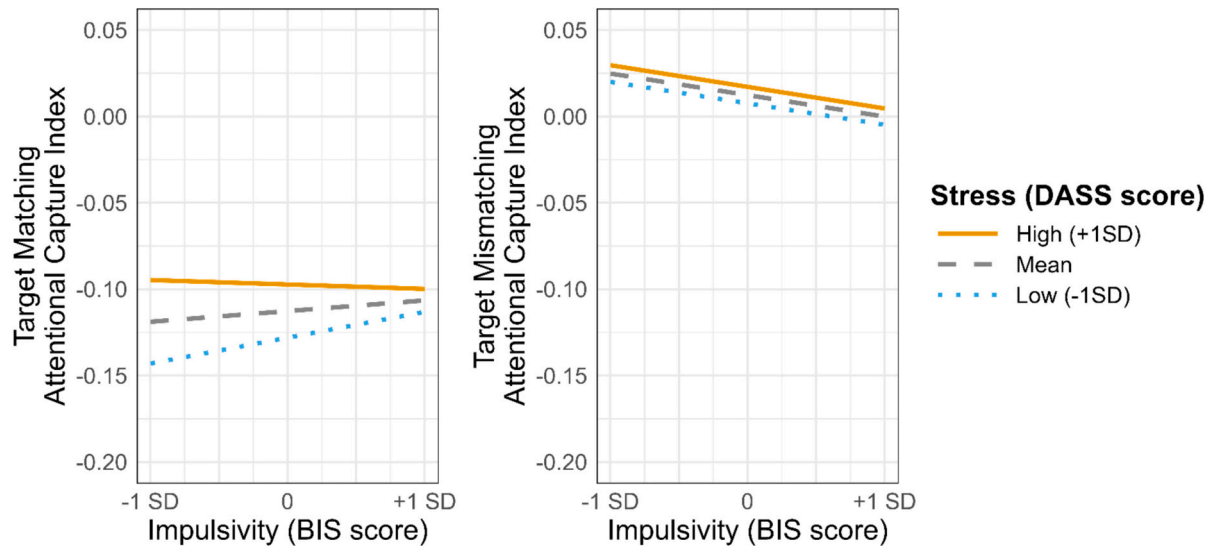 Target Matching
Attentional Capture Index
0.05
0.00
-0.05
-0.10
-0.15
-0.20
-1 SD
0
+1 SD
Impulsivity (BIS score)
Target Mismatching
Attentional Capture Index
0.05
0.00
-0.05
-0.10
-0.15
-0.20
-1 SD
0
+1 SD
Impulsivity (BIS score)
Stress (DASS score)
High (+1SD)
Mean
Low (-1SD)